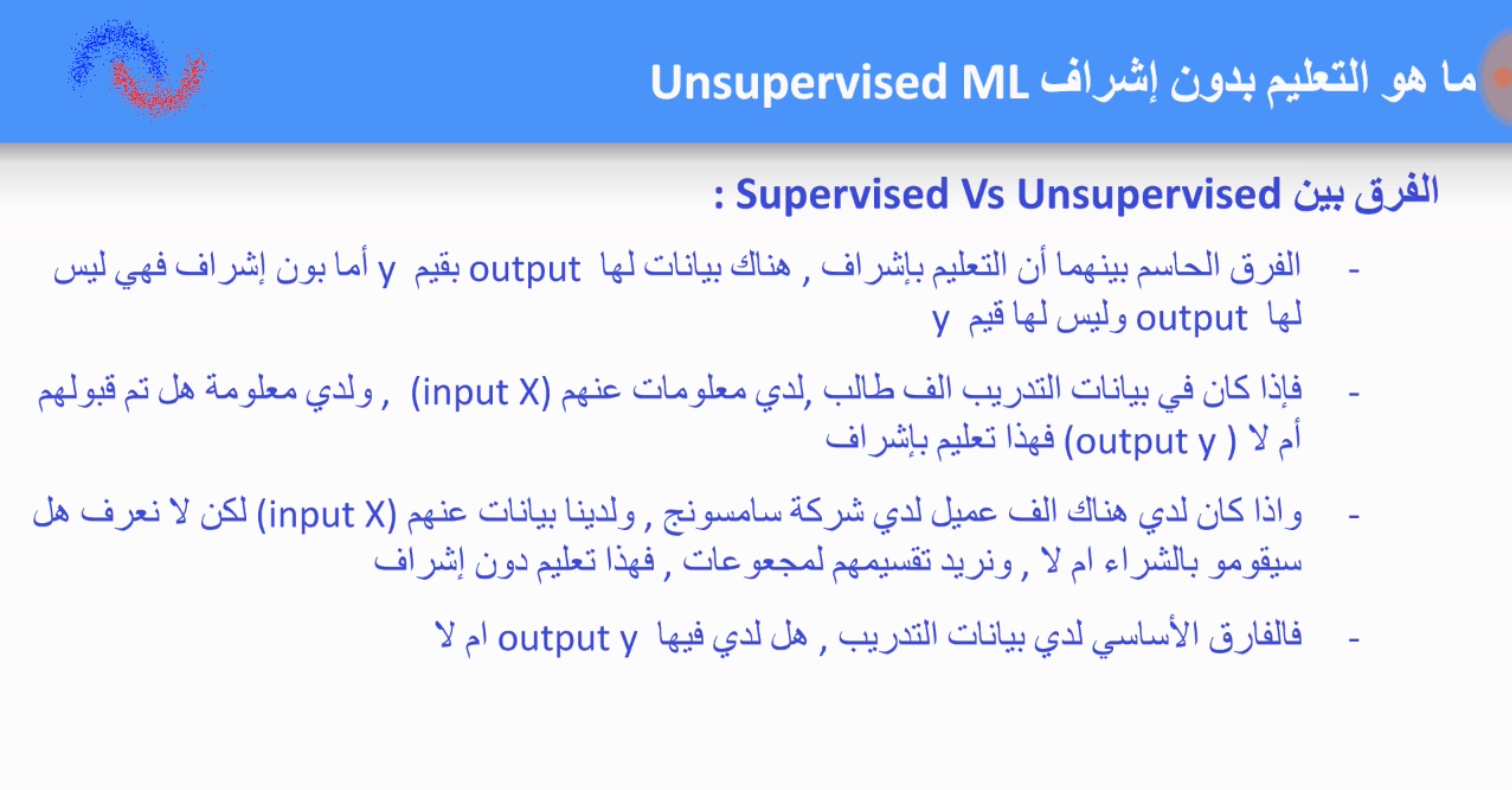 ما هو التعليم بدون إشراف Unsupervised ML
الفرق بين Supervised Vs Unsupervised :
- الفرق الحاسم بينهما أن التعليم بإشراف , هناك بيانات لها output بقيم y أما بون إشراف فهي ليس
لها output وليس لها قيم y
- فإذا كان في بيانات التدريب الف طالب ,لدي معلومات عنهم (input X) , ولدي معلومة هل تم قبولهم
أم لا ( output y) فهذا تعليم بإشراف
- واذا كان لدي هناك الف عميل لدي شركة سامسونج , ولدينا بيانات عنهم (input X) لكن لا نعرف هل
سيقومو بالشراء ام لا , ونريد تقسيمهم لمجعوعات , فهذا تعليم دون إشراف
- فالفارق الأساسي لدي بيانات التدريب , هل لدي فيها output y ام لا